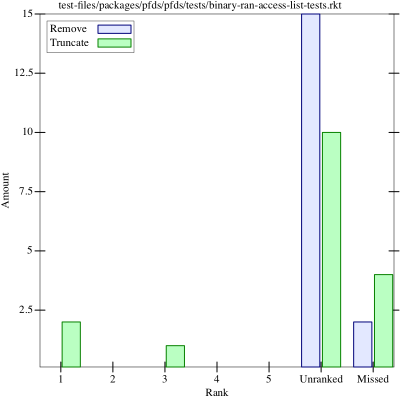 test-files/packages/pfds/pfds/tests/binary-ran-access-list-tests.rkt
Remove
Truncate
15
12.5
10
7.5
5
2.5
Amount
1 2 3 4 5 Unranked Missed
Rank